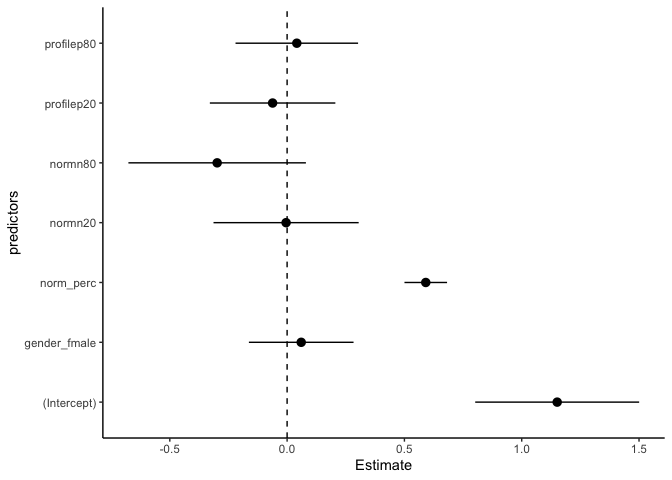 profilep80
profilep20
normn80
normn20
norm_perc
gender_fmale
(Intercept)
predictors
-0.5 0.0 0.5 1.0 1.5
Estimate